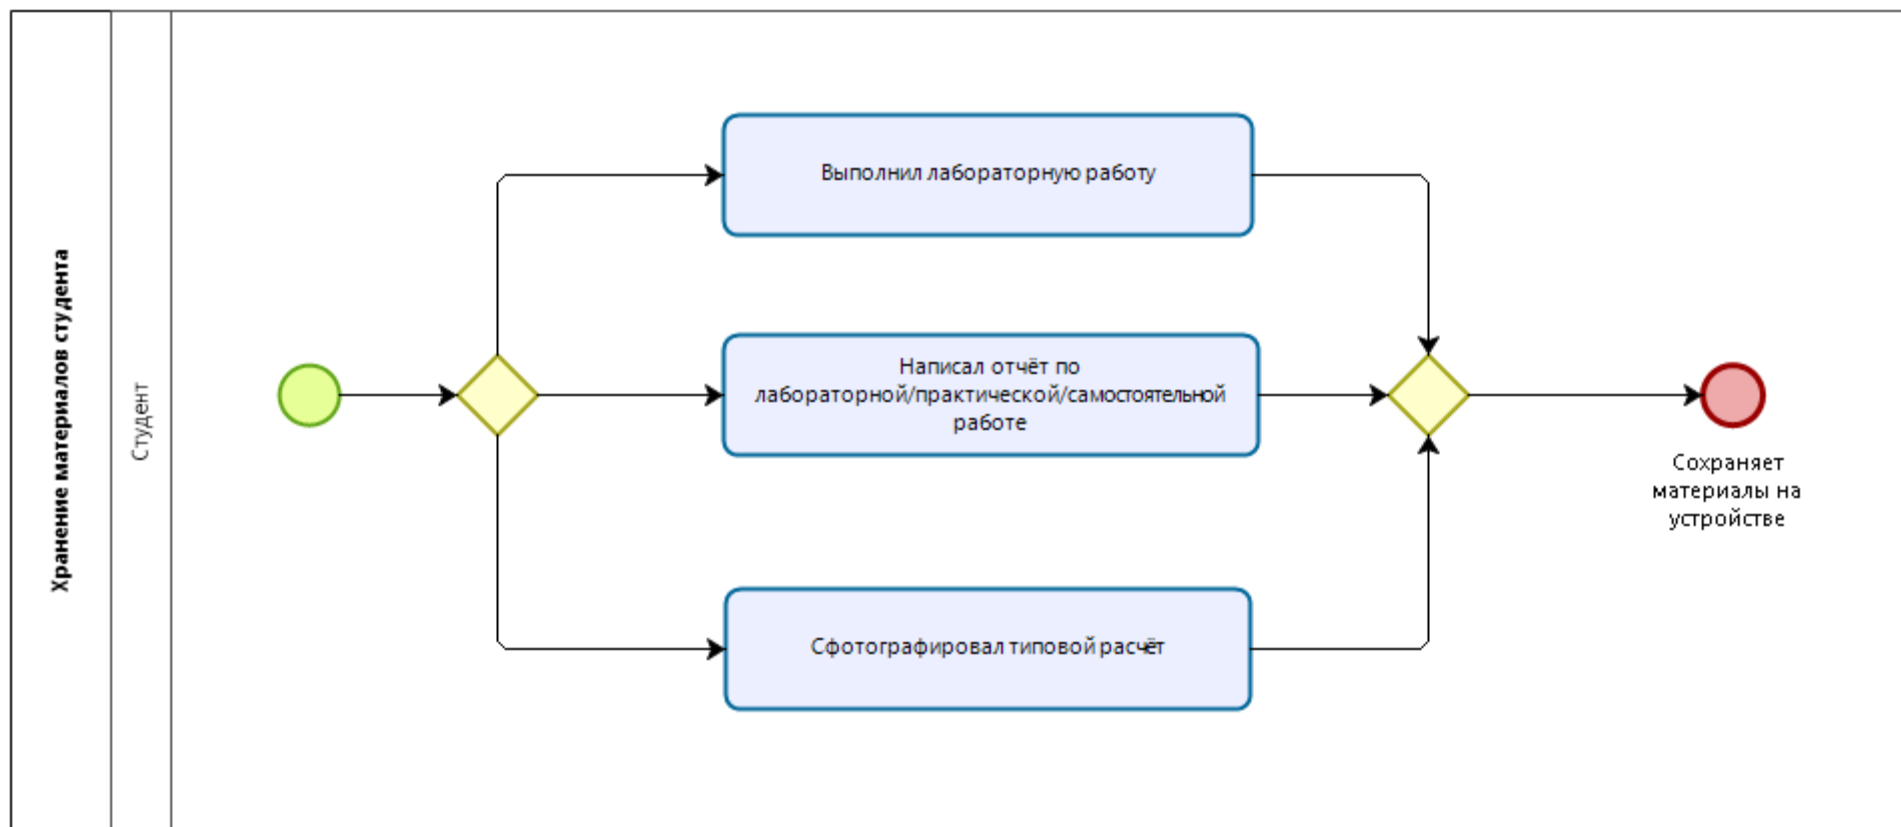 Хранение материалов студента
Студент
Выполнил лабораторную работу
Написал отчёт по
лабораторной/практической/самостоятельной
работе
Сфотографировал типовой расчёт
Сохраняет
материалы на
устройстве